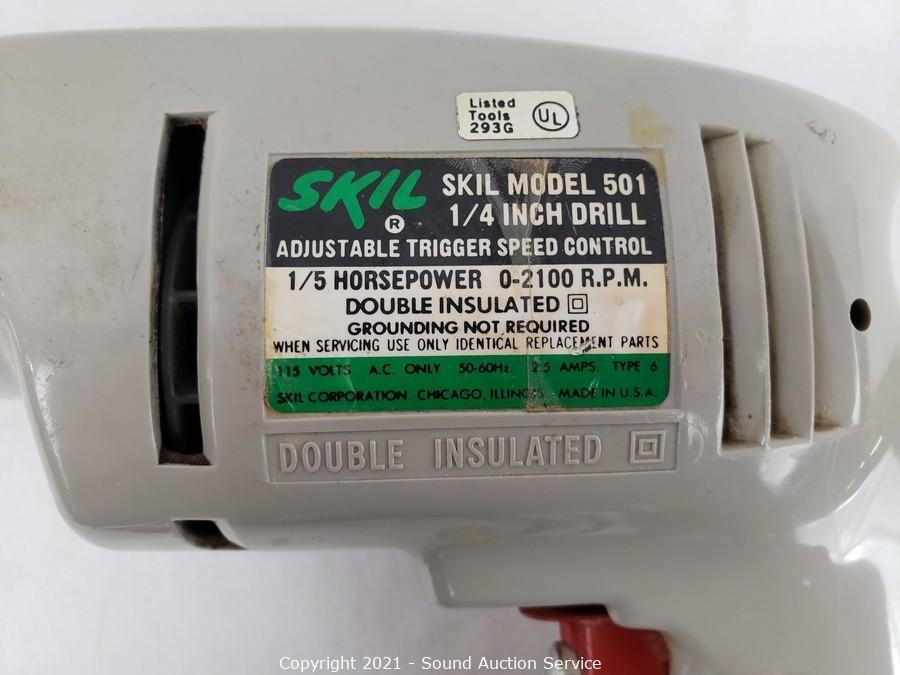 Listed
Tools
293G
UL
SKIL
®
SKIL MODEL 501
1/4 INCH DRILL
ADJUSTABLE TRIGGER SPEED CONTROL
1/5 HORSEPOWER 0-2100 R.P.M.
DOUBLE INSULATED
GROUNDING NOT REQUIRED
WHEN SERVICING USE ONLY IDENTICAL REPLACEMENT PARTS
115 VOLTS A.C. ONLY 50-60Hz. 2.5 AMPS. TYPE 6
SKIL CORPORATION CHICAGO, ILLINOIS MADE IN U.S.A.
DOUBLE INSULATED
Copyright 2021 - Sound Auction Service